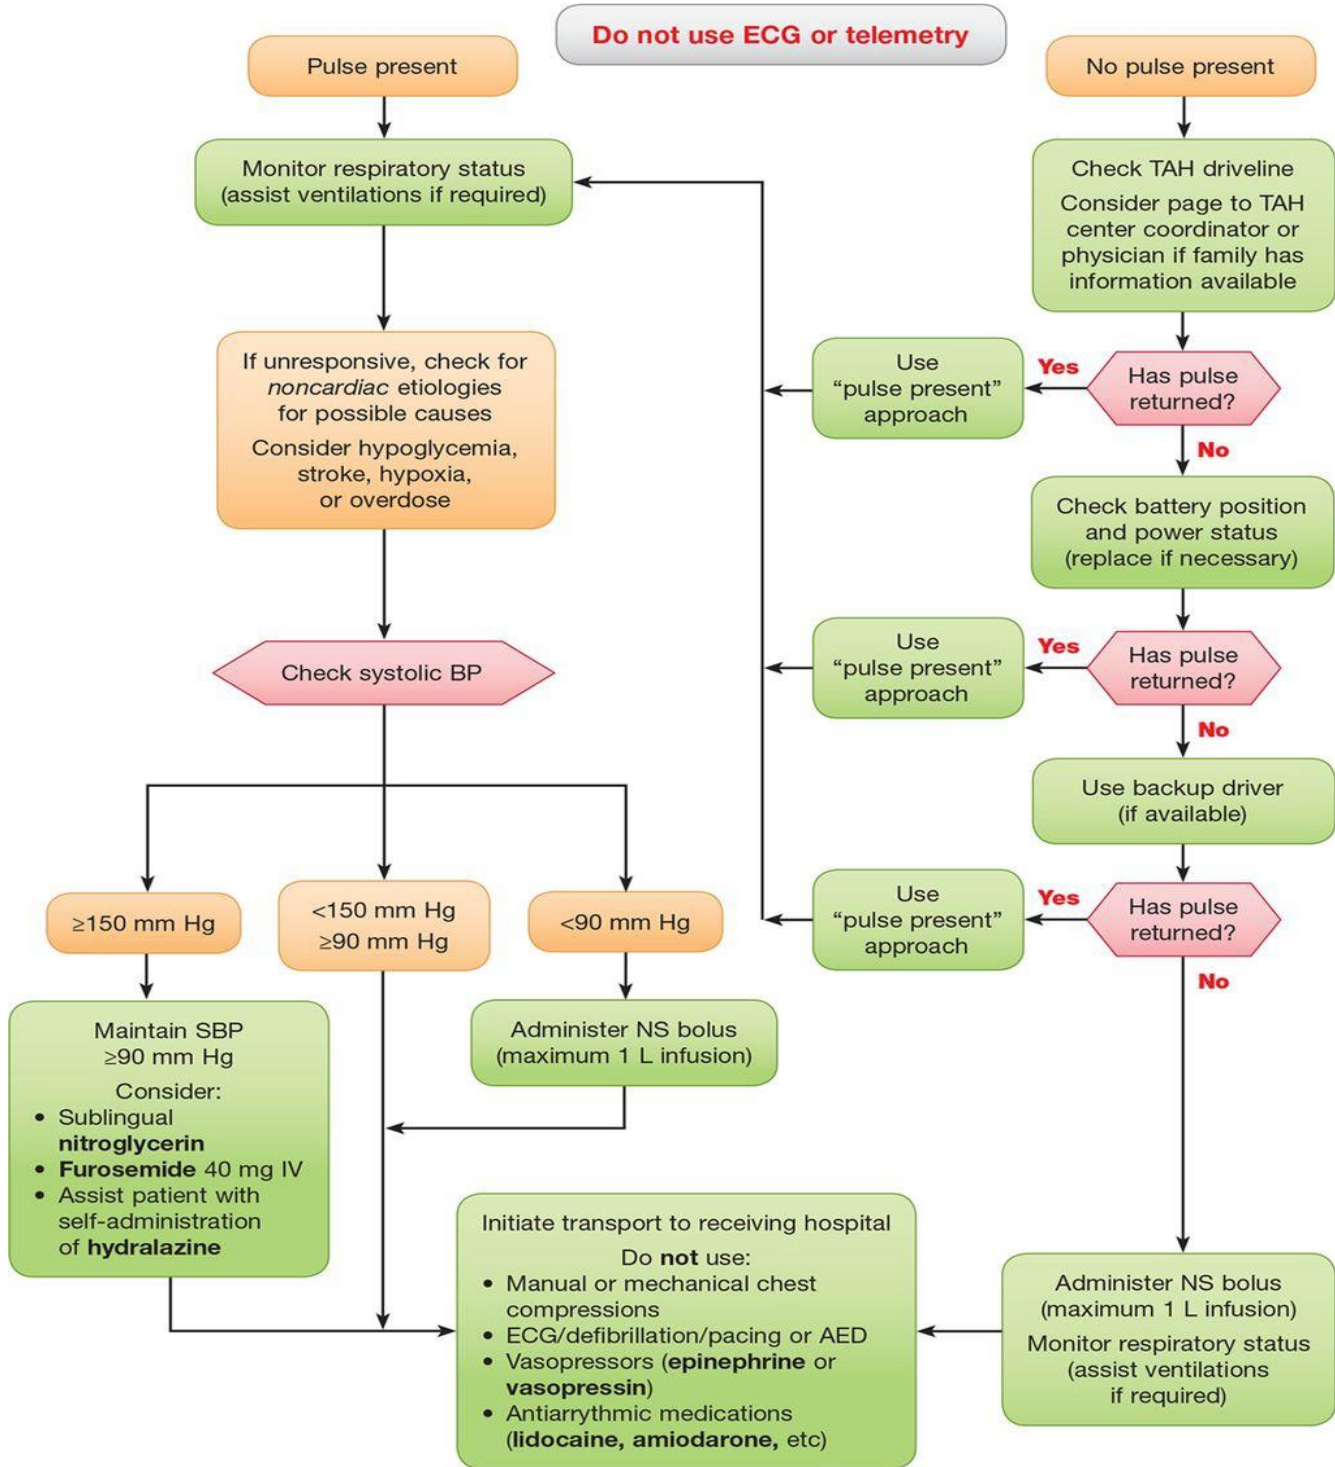 Do not use ECG or telemetry
Pulse present
Monitor respiratory status
(assist ventilations if required)
If unresponsive, check for
noncardiac etiologies
for possible causes
Consider hypoglycemia,
stroke, hypoxia,
or overdose
Check systolic BP
≥150 mm Hg
<150 mm Hg
≥90 mm Hg
<90 mm Hg
Maintain SBP
≥90 mm Hg
Consider:
• Sublingual
nitroglycerin
• Furosemide 40 mg IV
• Assist patient with
self-administration
of hydralazine
Administer NS bolus
(maximum 1 L infusion)
No pulse present
Check TAH driveline
Consider page to TAH
center coordinator or
physician if family has
information available
Has pulse
returned?
Yes
Use
“pulse present”
approach
No
Check battery position
and power status
(replace if necessary)
Has pulse
returned?
Yes
Use
“pulse present”
approach
No
Use backup driver
(if available)
Has pulse
returned?
Yes
Use
“pulse present”
approach
No
Administer NS bolus
(maximum 1 L infusion)
Monitor respiratory status
(assist ventilations
if required)
Initiate transport to receiving hospital
Do not use:
• Manual or mechanical chest
compressions
• ECG/defibrillation/pacing or AED
• Vasopressors (epinephrine or
vasopressin)
• Antiarrythmic medications
(lidocaine, amiodarone, etc)